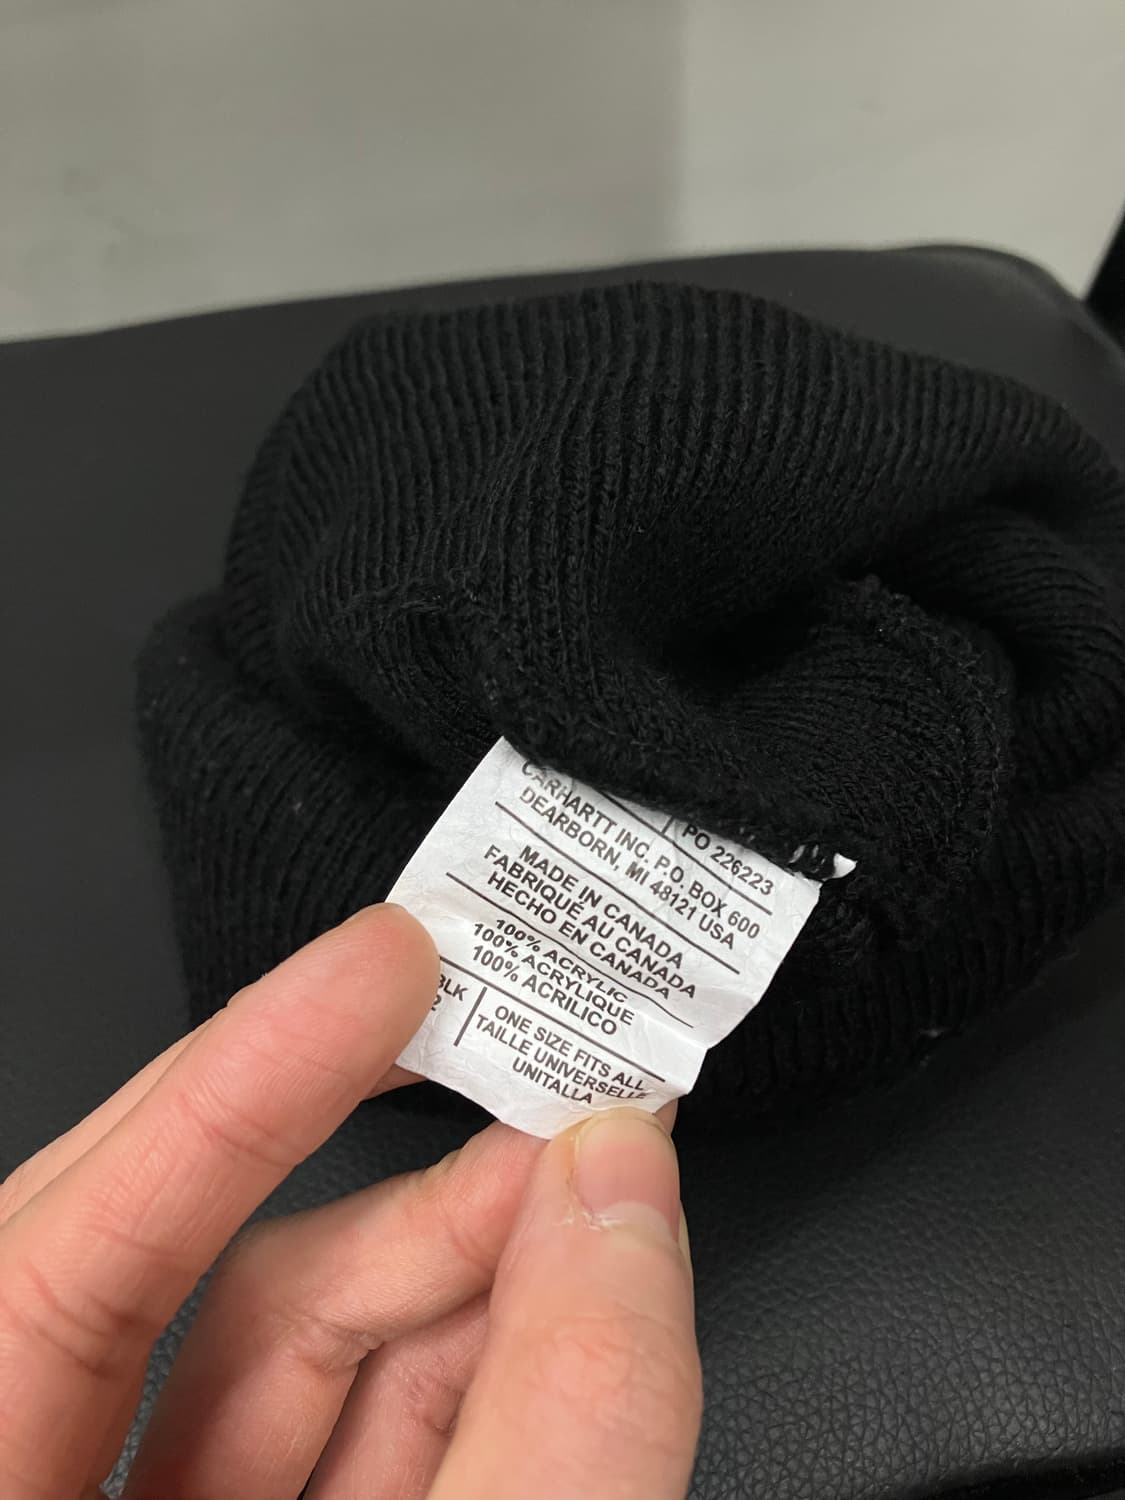 PO 226223
CARHARTT INC. P.O. BOX 600
DEARBORN, MI 48121 USA
MADE IN CANADA
FABRIQUÉ AU CANADA
HECHO EN CANADA
100% ACRYLIC
100% ACRYLIQUE
100% ACRILICO
BLK
2
ONE SIZE FITS ALL
TAILLE UNIVERSELLE
UNITALLA